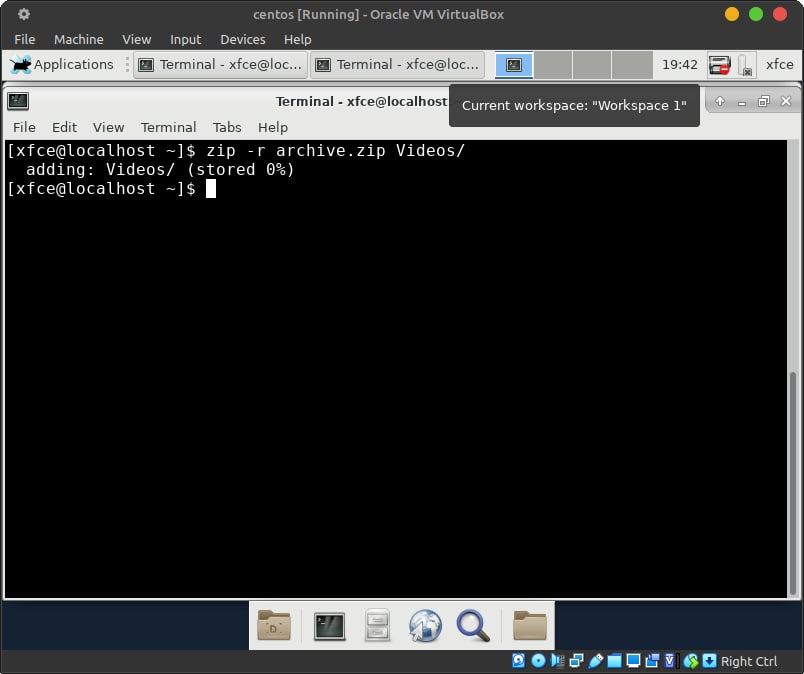 centos [Running] - Oracle VM VirtualBox
File Machine View Input Devices Help
Applications Terminal - xfce@loc... Terminal - xfce@loc... 19:42 xfce
Terminal - xfce@localhost
Current workspace: "Workspace 1"
File Edit View Terminal Tabs Help
[xfce@localhost ~]$ zip -r archive.zip Videos/
adding: Videos/ (stored 0%)
[xfce@localhost ~]$
Right Ctrl